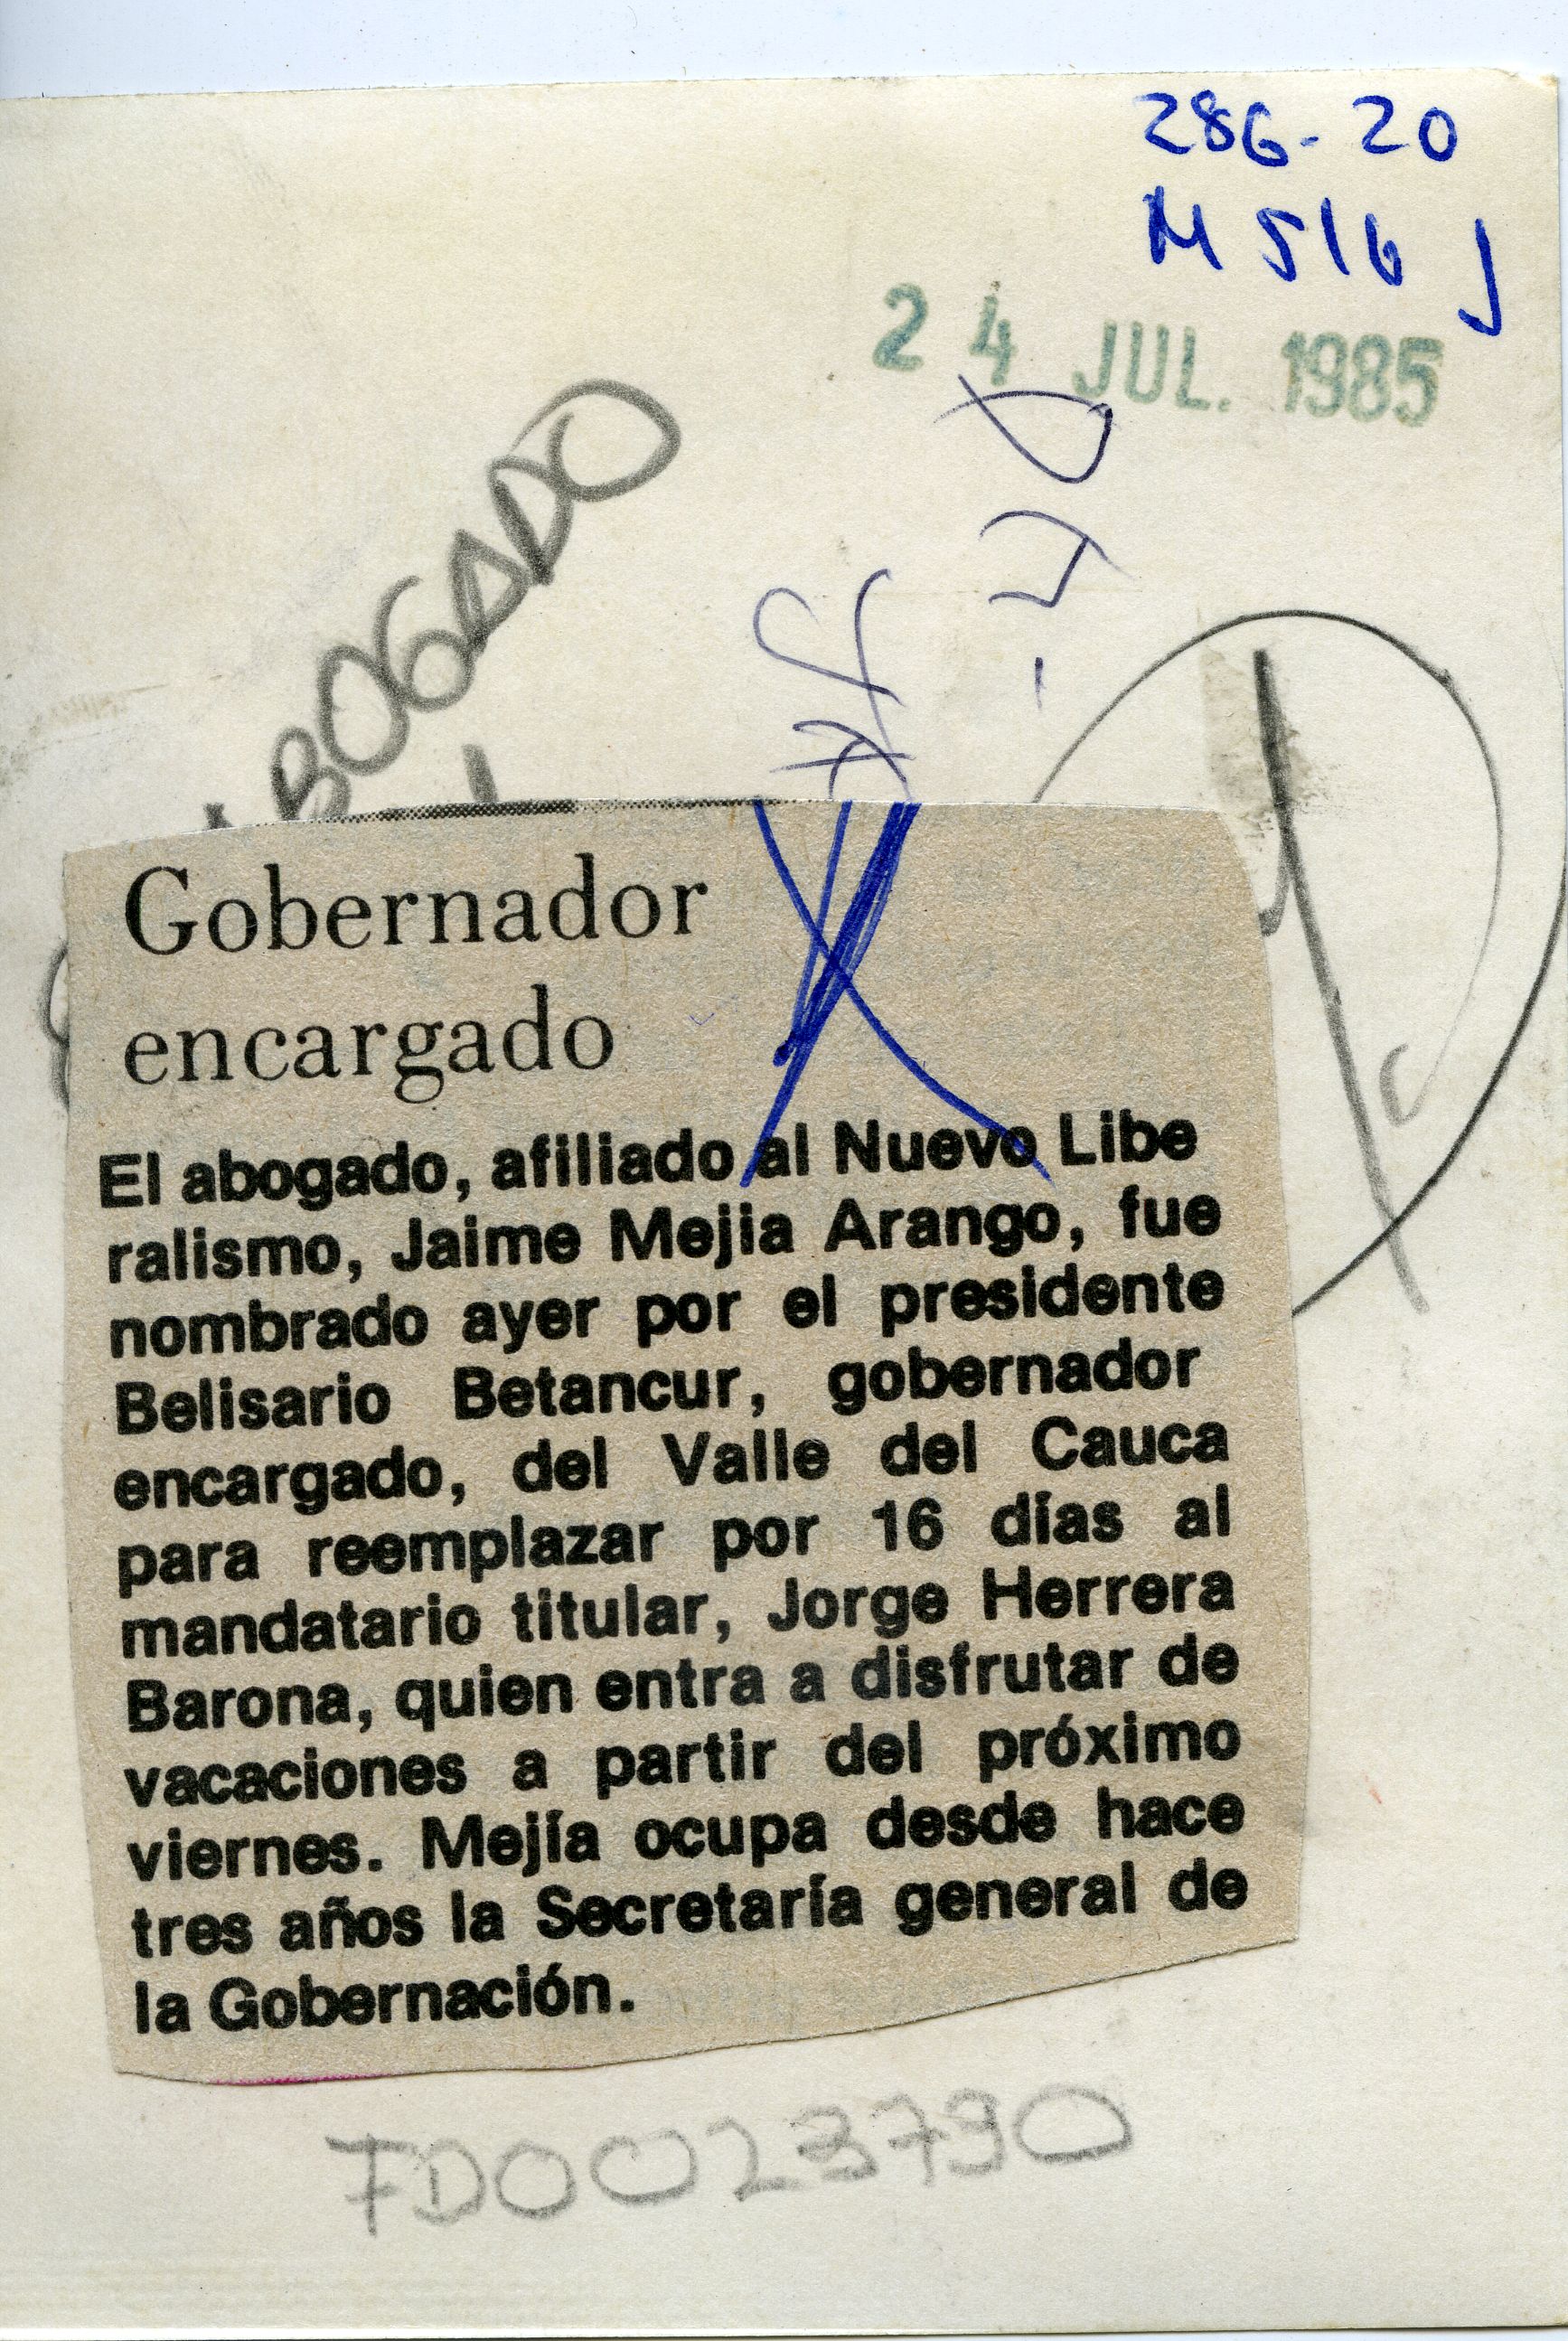 286-20
M 516 J
24 JUL. 1985
ABOGADO
Gobernador
encargado
El abogado, afiliado al Nuevo Libe
ralismo, Jaime Mejia Arango, fue
nombrado ayer por el presidente
Belisario Betancur, gobernador
encargado, del Valle del Cauca
para reemplazar por 16 días al
mandatario titular, Jorge Herrera
Barona, quien entra a disfrutar de
vacaciones a partir del próximo
viernes. Mejía ocupa desde hace
tres años la Secretaría general de
la Gobernación.
FD0023790